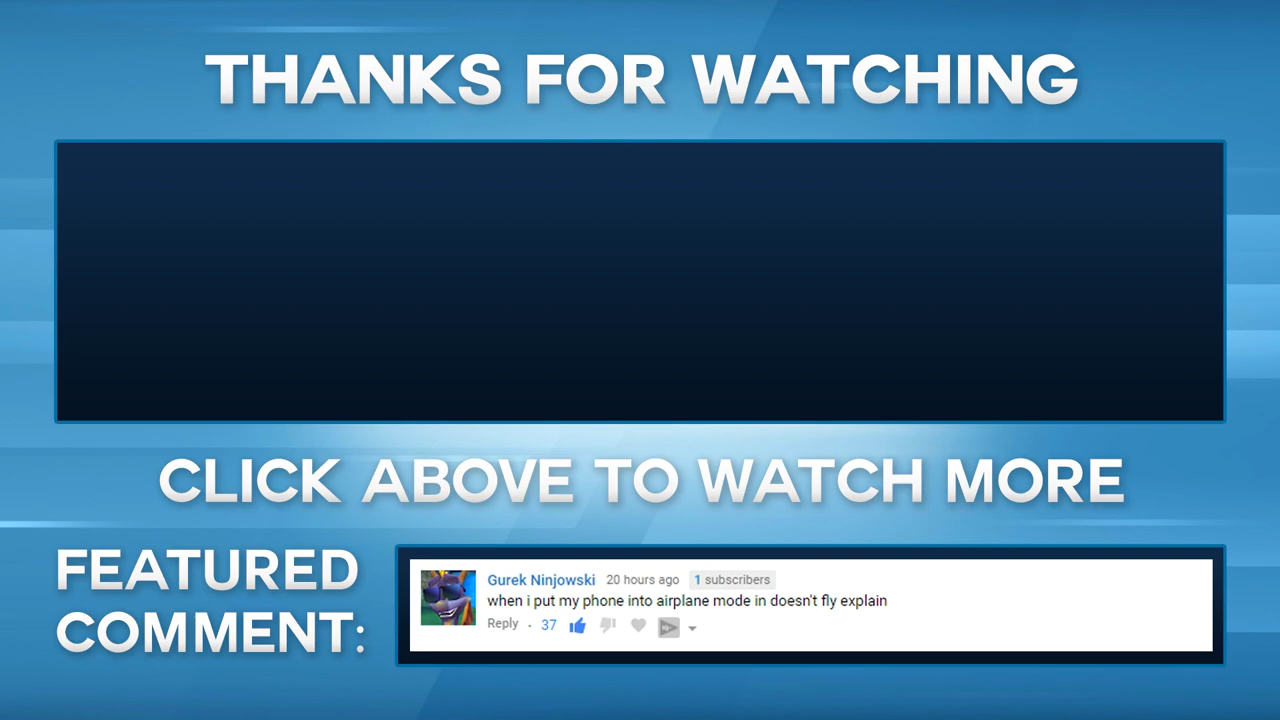 THANKS FOR WATCHING
CLICK ABOVE TO WATCH MORE
FEATURED
COMMENT:
Gurek Ninjowski 20 hours ago 1 subscribers
when i put my phone into airplane mode in doesn't fly explain
Reply · 37